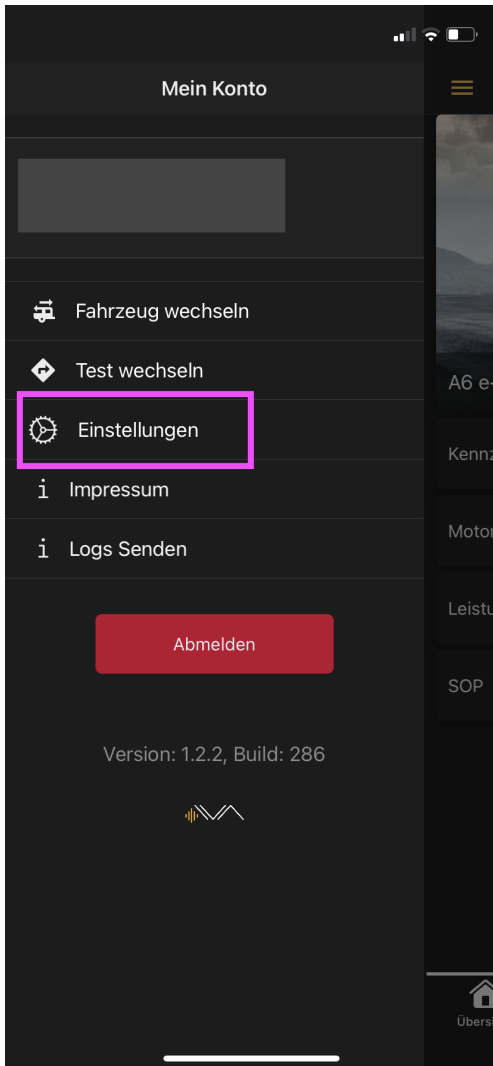 Mein Konto
Fahrzeug wechseln
Test wechseln
A6 e-
Einstellungen
Kennz
Impressum
Motor
Logs Senden
Leistu
Abmelden
SOP
Version: 1.2.2, Build: 286
Übersi